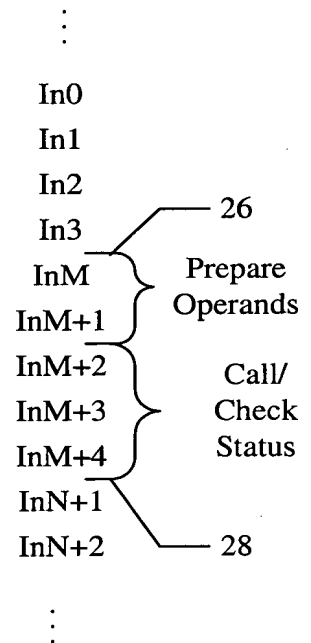 In0
In1
In2
In3
26
InM
Prepare
Operands
InM+1
InM+2
Call/
Check
Status
InM+3
InM+4
InN+1
InN+2
28